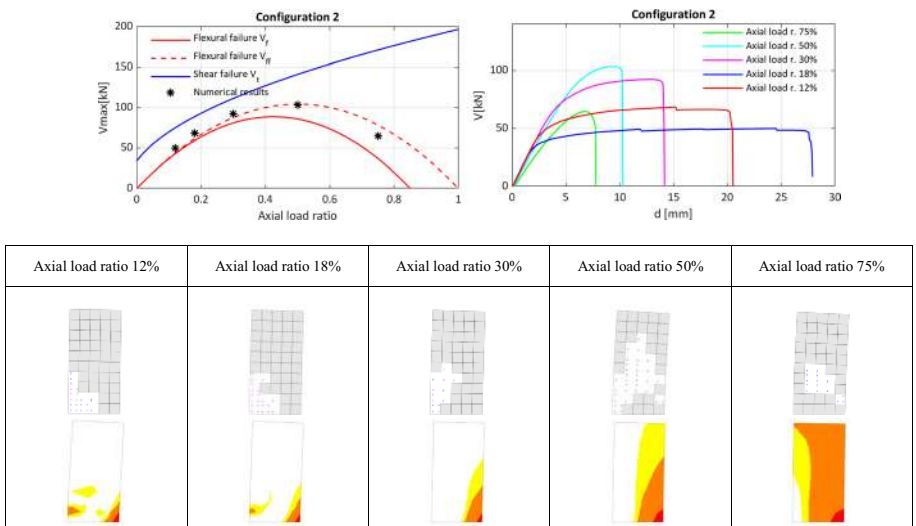 Configuration 2
Flexural failure Vf
Flexural failure Vff
Shear failure Vt
Numerical results
Vmax[kN]
200
150
100
50
0
0 0.2 0.4 0.6 0.8 1
Axial load ratio
Configuration 2
Axial load r. 75%
Axial load r. 50%
Axial load r. 30%
Axial load r. 18%
Axial load r. 12%
V[kN]
100
50
0
0 5 10 15 20 25 30
d [mm]
Axial load ratio 12% Axial load ratio 18% Axial load ratio 30% Axial load ratio 50% Axial load ratio 75%